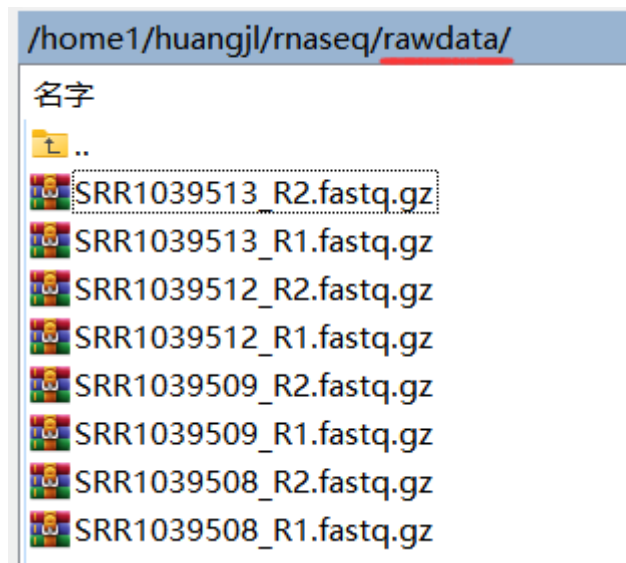 /home1/huangjl/rnaseq/rawdata/
名字
..
SRR1039513_R2.fastq.gz
SRR1039513_R1.fastq.gz
SRR1039512_R2.fastq.gz
SRR1039512_R1.fastq.gz
SRR1039509_R2.fastq.gz
SRR1039509_R1.fastq.gz
SRR1039508_R2.fastq.gz
SRR1039508_R1.fastq.gz